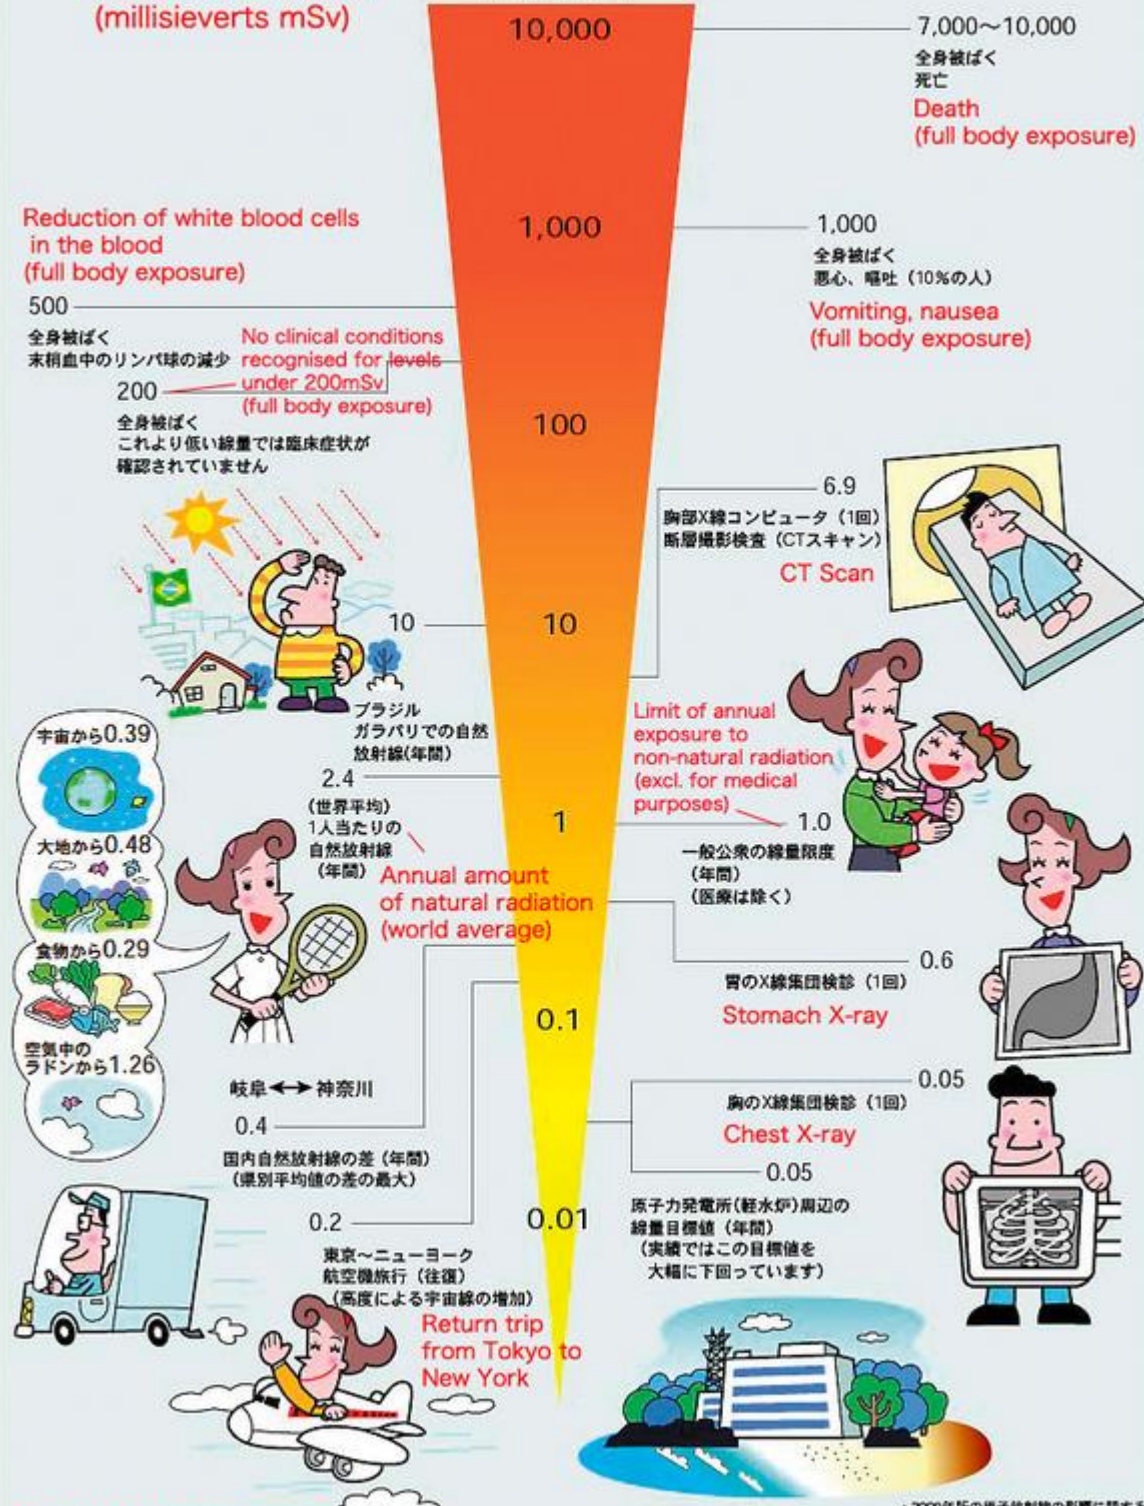 (millisieverts mSv)
10,000
7,000～10,000
全身被ばく
死亡
Death
(full body exposure)
Reduction of white blood cells
in the blood
(full body exposure)
500
全身被ばく
末梢血中のリンパ球の減少
1,000
1,000
全身被ばく
悪心、嘔吐（10%の人）
Vomiting, nausea
(full body exposure)
No clinical conditions
recognised for levels
under 200mSv
(full body exposure)
200
全身被ばく
これより低い線量では臨床症状が
確認されていません
100
6.9
胸部X線コンピュータ（1回）
断層撮影検査（CTスキャン）
CT Scan
10
10
ブラジル
ガラパリでの自然
放射線(年間)
Limit of annual
exposure to
non-natural radiation
(excl. for medical
purposes)
1.0
一般公衆の線量限度
（年間）
（医療は除く）
宇宙から0.39
大地から0.48
食物から0.29
空気中の
ラドンから1.26
2.4
（世界平均）
1人当たりの
自然放射線
（年間）
Annual amount
of natural radiation
(world average)
1
0.6
胃のX線集団検診（1回）
Stomach X-ray
0.1
岐阜↔神奈川
0.4
国内自然放射線の差（年間）
（県別平均値の差の最大）
0.05
胸のX線集団検診（1回）
Chest X-ray
0.05
原子力発電所(軽水炉)周辺の
線量目標値（年間）
（実績ではこの目標値を
大幅に下回っています）
0.01
0.2
東京～ニューヨーク
航空機旅行（往復）
（高度による宇宙線の増加）
Return trip
from Tokyo to
New York